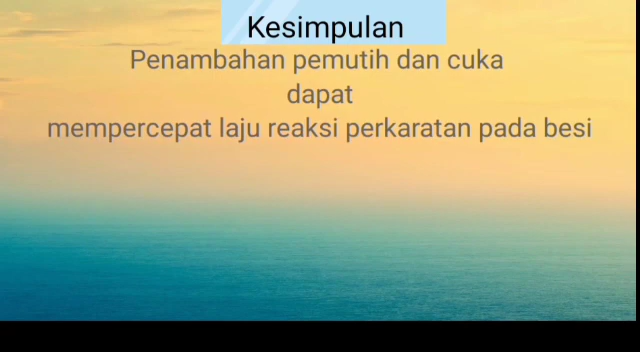 Kesimpulan
Penambahan pemutih dan cuka
dapat
mempercepat laju reaksi perkaratan pada besi